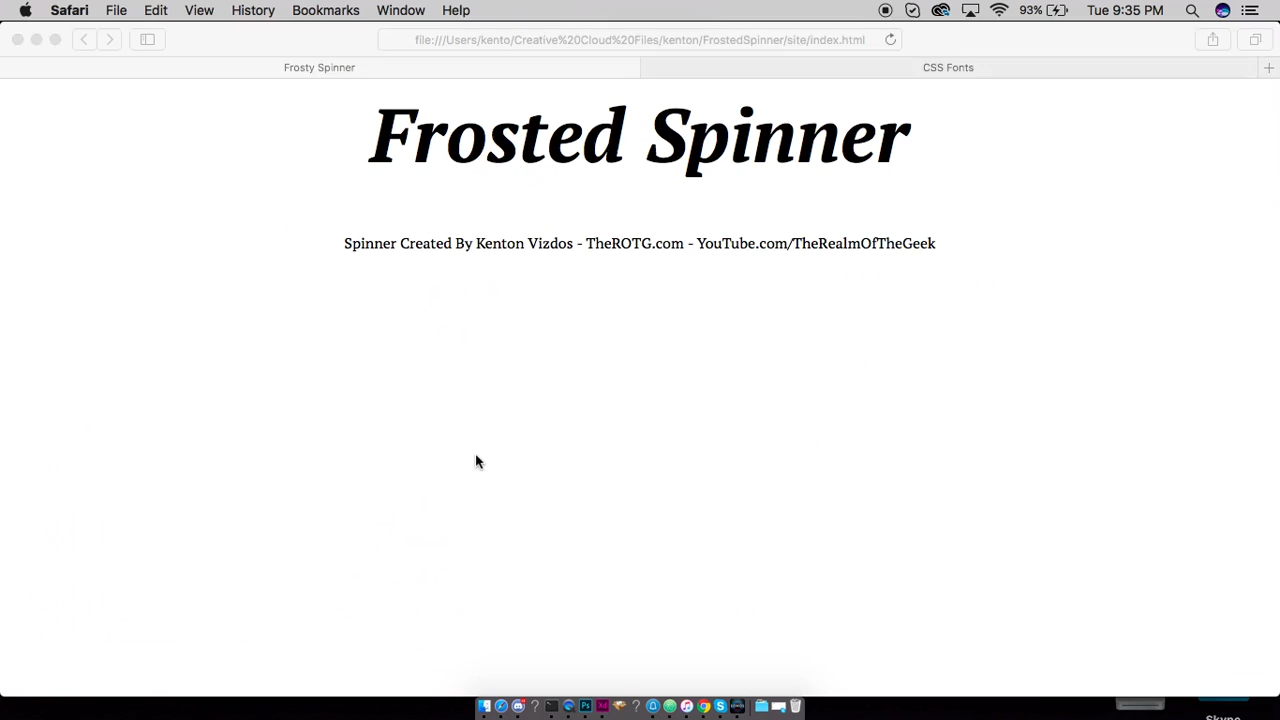 Safari File Edit View History Bookmarks Window Help 93% Tue 9:35 PM
file:///Users/kento/Creative%20Cloud%20Files/kenton/FrostedSpinner/site/index.html
Frosty Spinner CSS Fonts
Frosted Spinner
Spinner Created By Kenton Vizdos - TheROTG.com - YouTube.com/TheRealmOfTheGeek
Skype